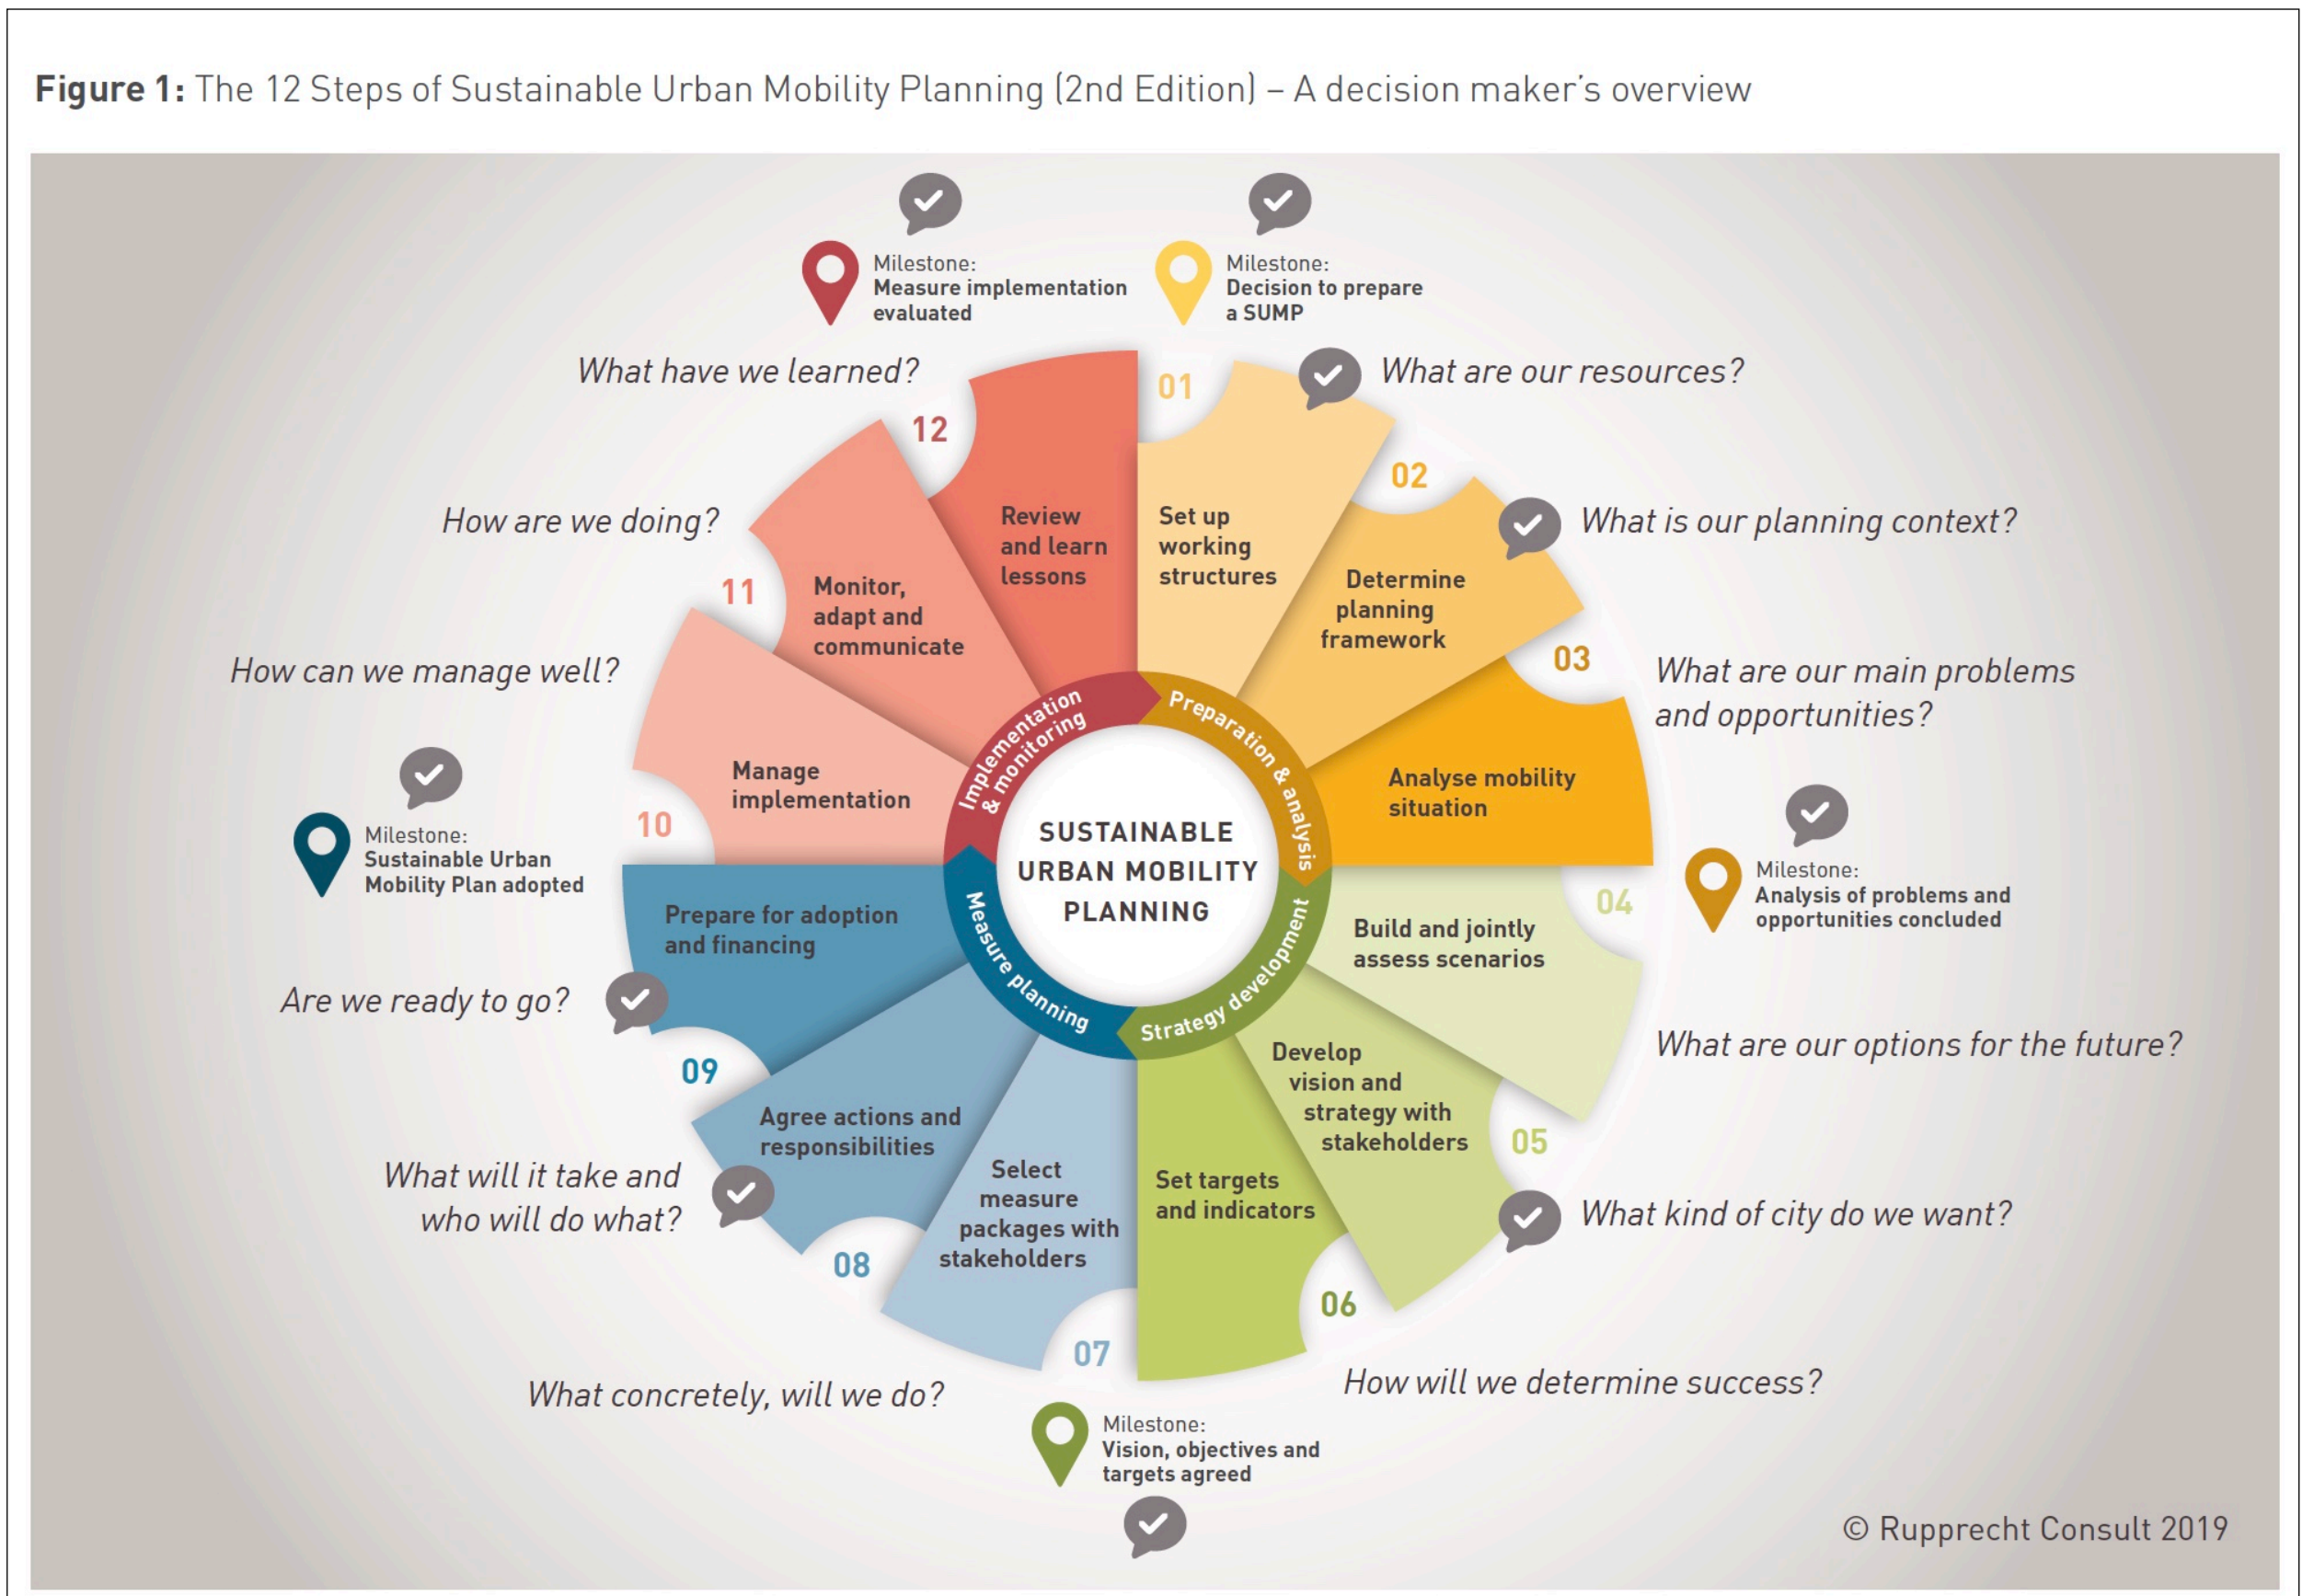 Figure 1: The 12 Steps of Sustainable Urban Mobility Planning (2nd Edition) – A decision maker's overview
Milestone:
Measure implementation
evaluated
Milestone:
Decision to prepare
a SUMP
What have we learned?
What are our resources?
How are we doing?
What is our planning context?
How can we manage well?
What are our main problems
and opportunities?
Milestone:
Sustainable Urban
Mobility Plan adopted
Milestone:
Analysis of problems and
opportunities concluded
Are we ready to go?
What are our options for the future?
What will it take and
who will do what?
What kind of city do we want?
What concretely, will we do?
How will we determine success?
Milestone:
Vision, objectives and
targets agreed
01
Set up
working
structures
02
Determine
planning
framework
03
Analyse mobility
situation
04
Build and jointly
assess scenarios
05
Develop
vision and
strategy with
stakeholders
06
Set targets
and indicators
07
Select
measure
packages with
stakeholders
08
Agree actions and
responsibilities
09
Prepare for adoption
and financing
10
Manage
implementation
11
Monitor,
adapt and
communicate
12
Review
and learn
lessons
Preparation & analysis
Strategy development
Measure planning
Implementation
& monitoring
SUSTAINABLE
URBAN MOBILITY
PLANNING
© Rupprecht Consult 2019